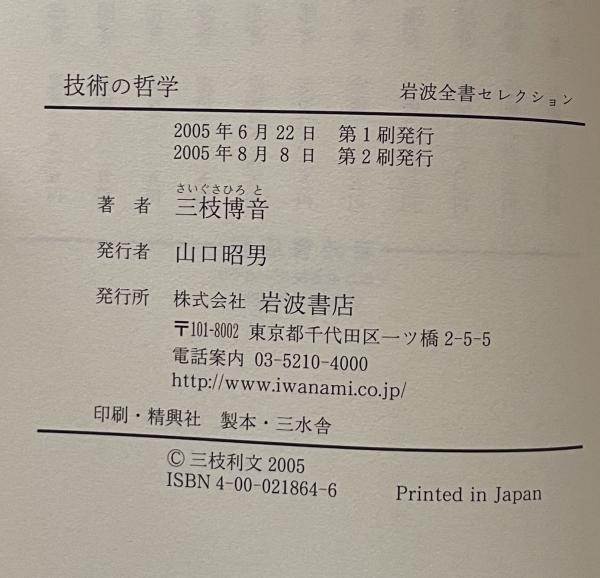 技術の哲学 岩波全書セレクション
2005年6月22日 第1刷発行
2005年8月8日 第2刷発行
さいぐさひろと
著者 三枝博音
発行者 山口昭男
発行所 株式会社 岩波書店
〒101-8002 東京都千代田区一ツ橋2-5-5
電話案内 03-5210-4000
http://www.iwanami.co.jp/
印刷・精興社 製本・三水舎
© 三枝利文 2005
ISBN 4-00-021864-6 Printed in Japan